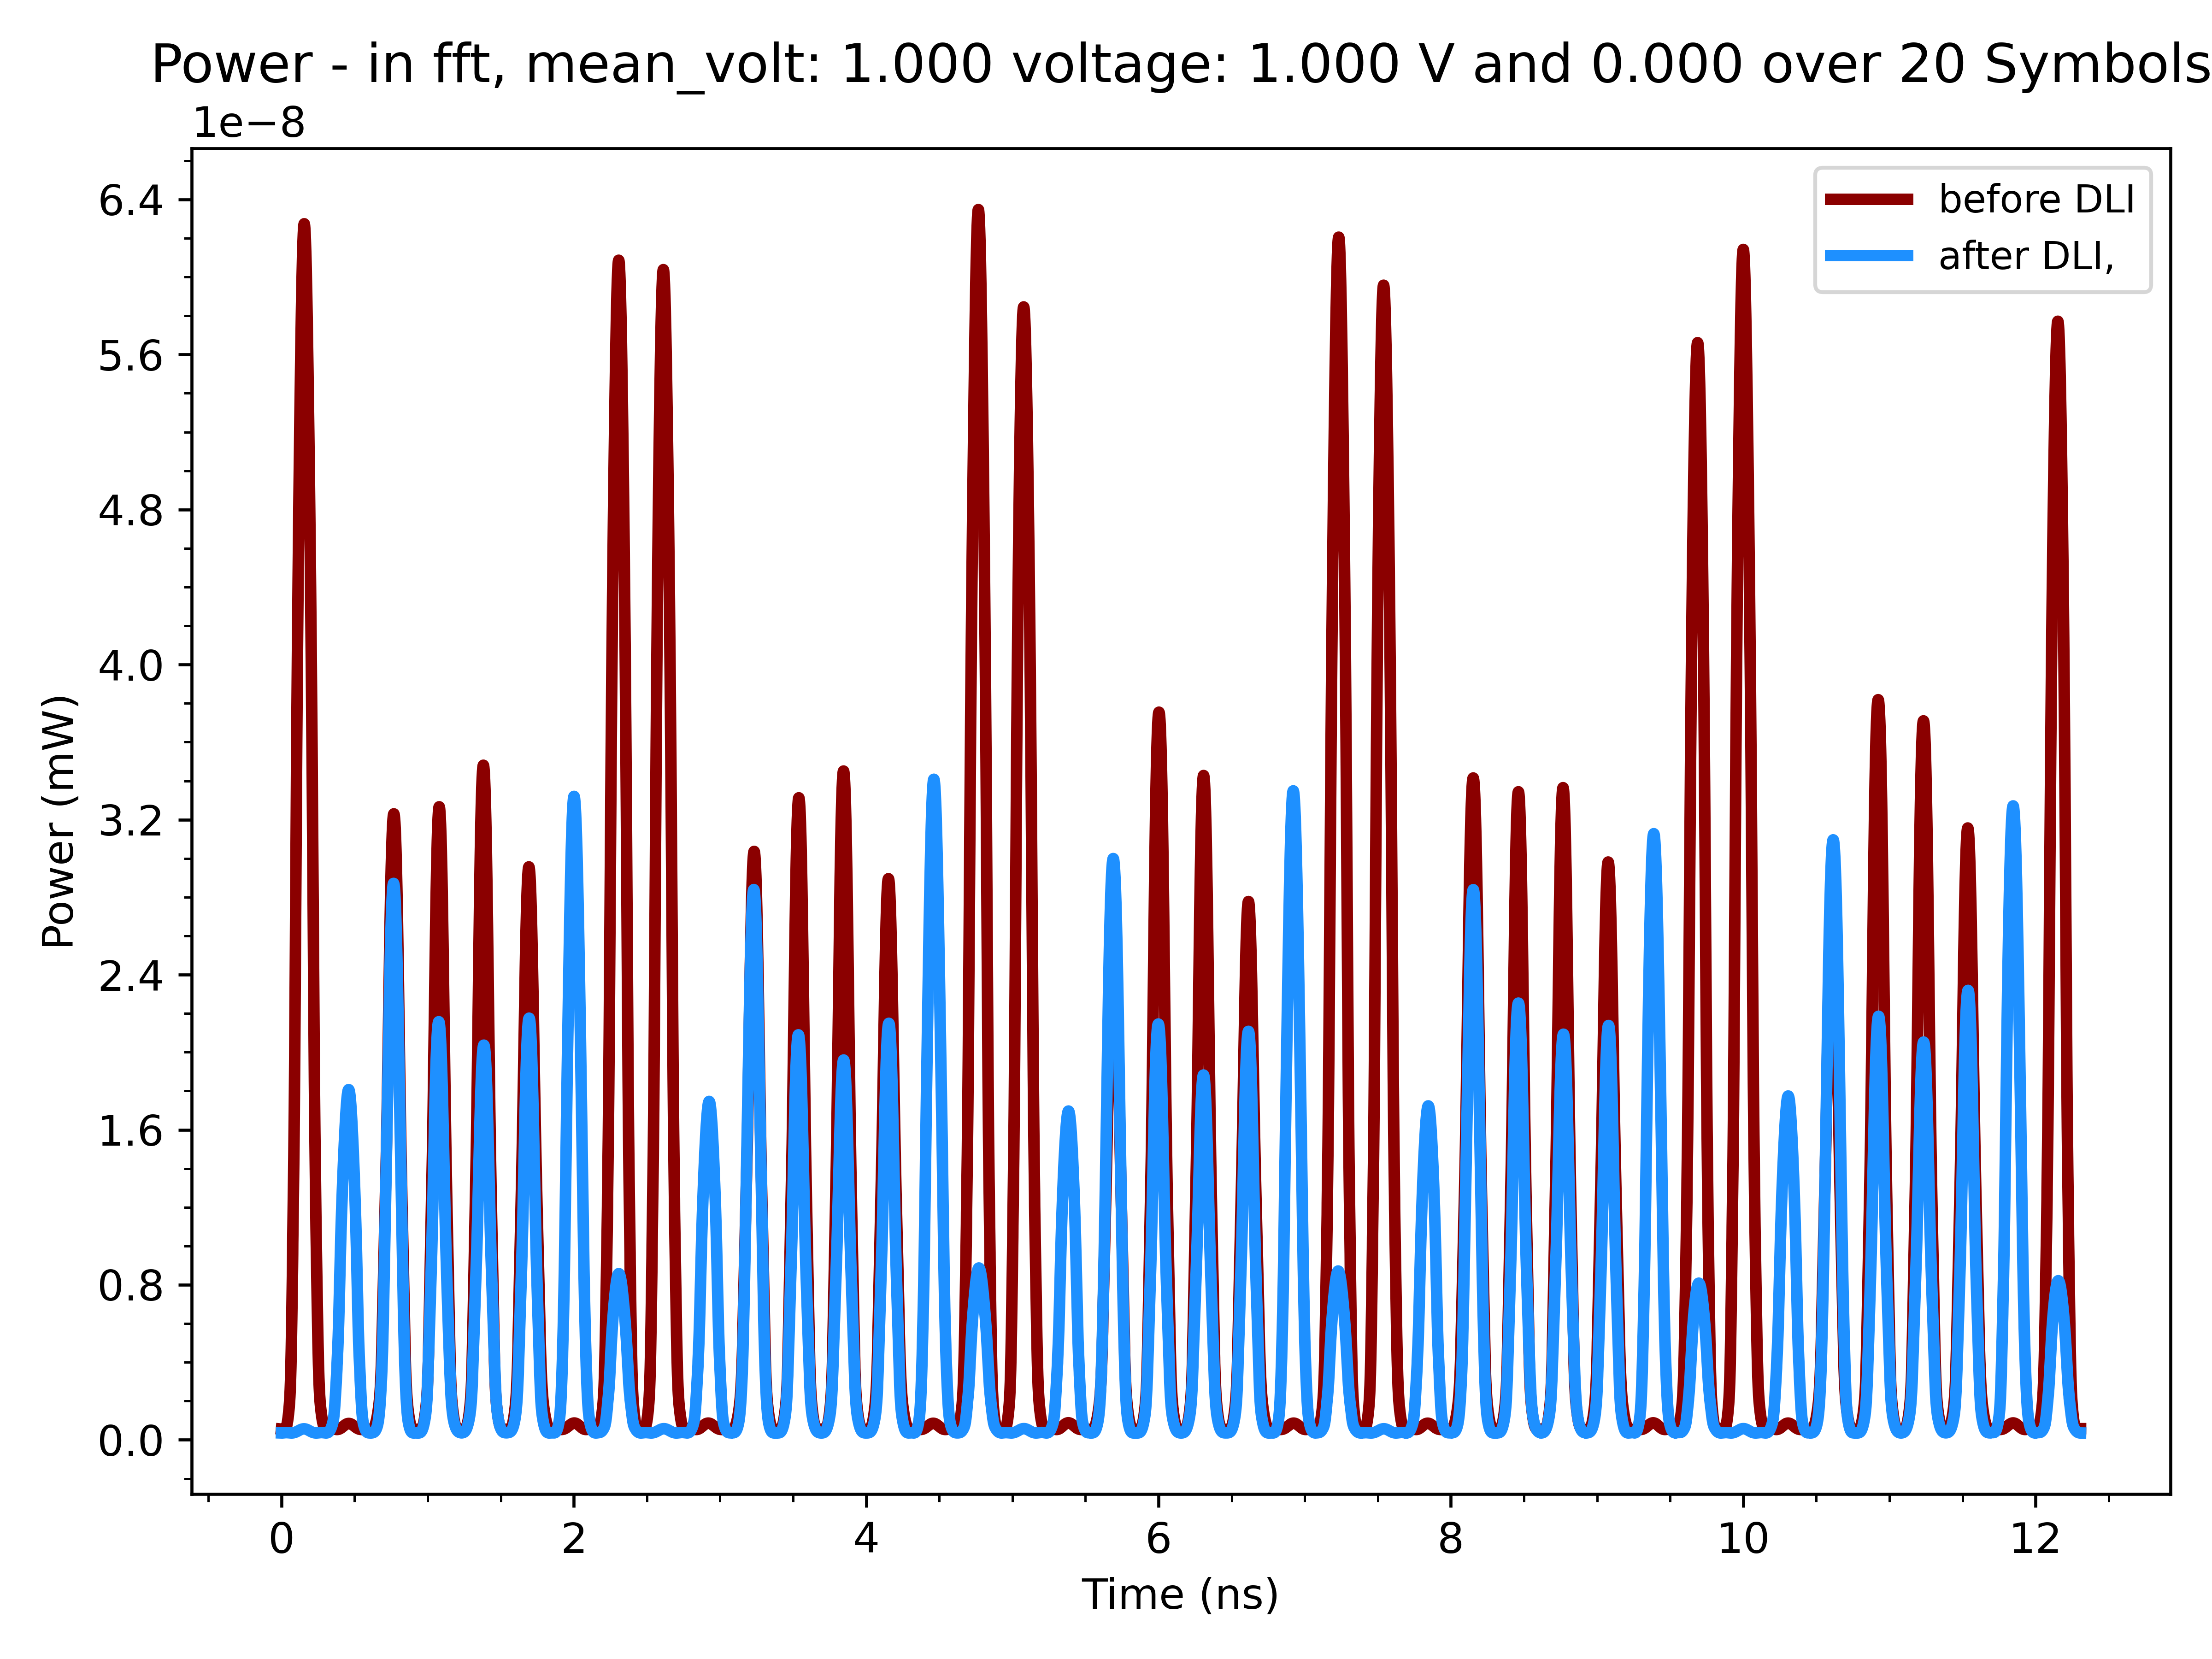 Power - in fft, mean_volt: 1.000 voltage: 1.000 V and 0.000 over 20 Symbols
1e−8
before DLI
after DLI,
6.4
5.6
4.8
4.0
3.2
2.4
1.6
0.8
0.0
Power (mW)
0 2 4 6 8 10 12
Time (ns)